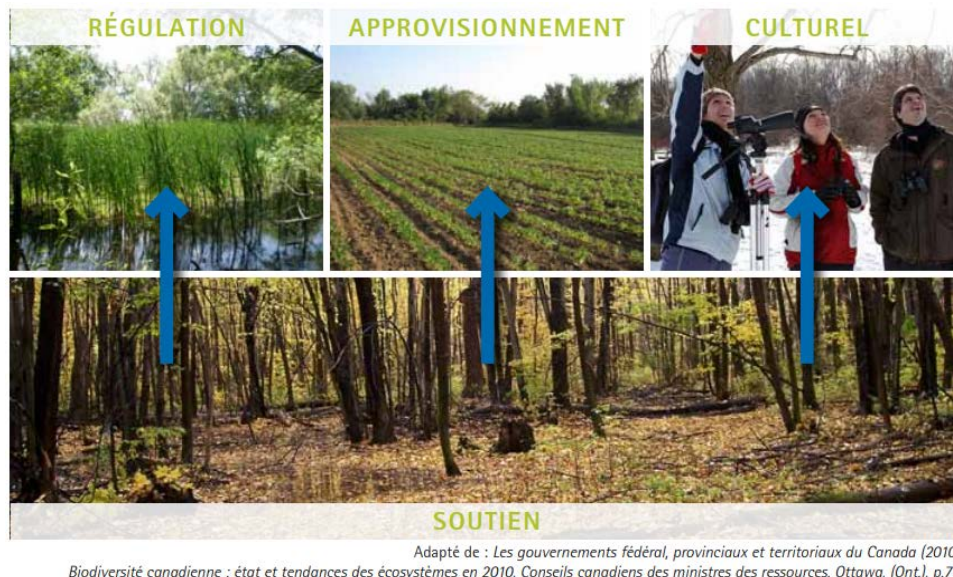 RÉGULATION
APPROVISIONNEMENT
CULTUREL
SOUTIEN
Adapté de : Les gouvernements fédéral, provinciaux et territoriaux du Canada (2010
Biodiversité canadienne : état et tendances des écosystèmes en 2010. Conseils canadiens des ministres des ressources. Ottawa, (Ont.), p.7